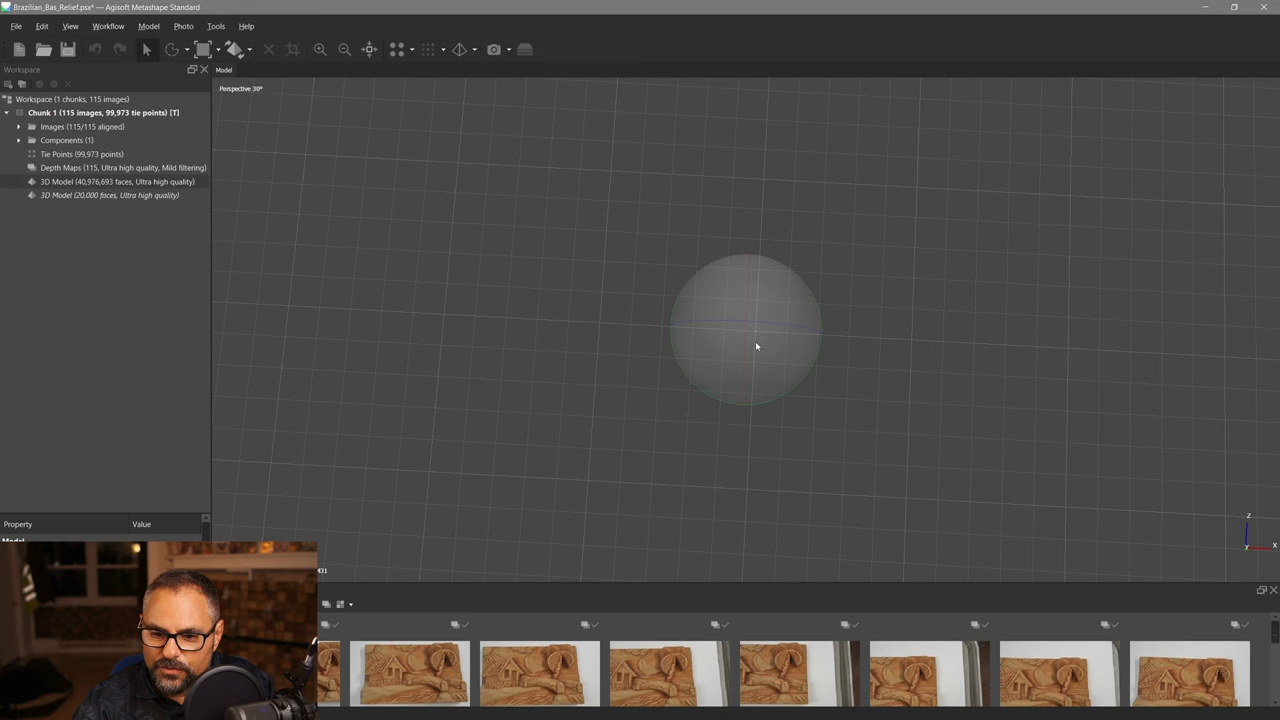 Brazilian_Bas_Relief.psx* — Agisoft Metashape Standard
File Edit View Workflow Model Photo Tools Help
Workspace
Model
Perspective 30°
Workspace (1 chunks, 115 images)
Chunk 1 (115 images, 99,973 tie points) [T]
Images (115/115 aligned)
Components (1)
Tie Points (99,973 points)
Depth Maps (115, Ultra high quality, Mild filtering)
3D Model (40,976,693 faces, Ultra high quality)
3D Model (20,000 faces, Ultra high quality)
Z
X
Y
Property Value